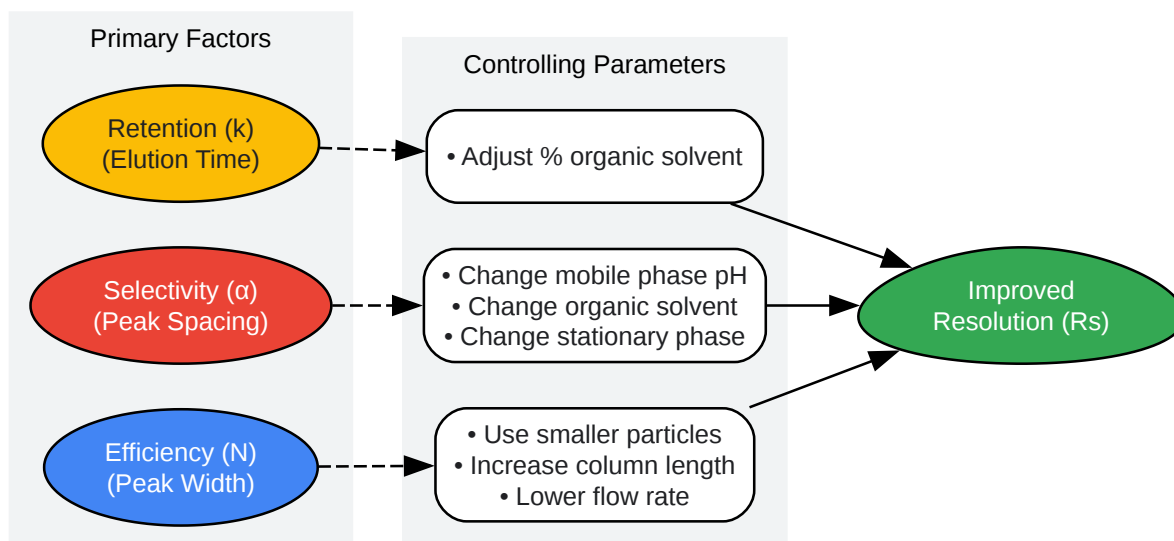 Primary Factors
Controlling Parameters
Retention (k)
(Elution Time)
• Adjust % organic solvent
Selectivity (α)
(Peak Spacing)
• Change mobile phase pH
• Change organic solvent
• Change stationary phase
Improved
Resolution (Rs)
Efficiency (N)
(Peak Width)
• Use smaller particles
• Increase column length
• Lower flow rate